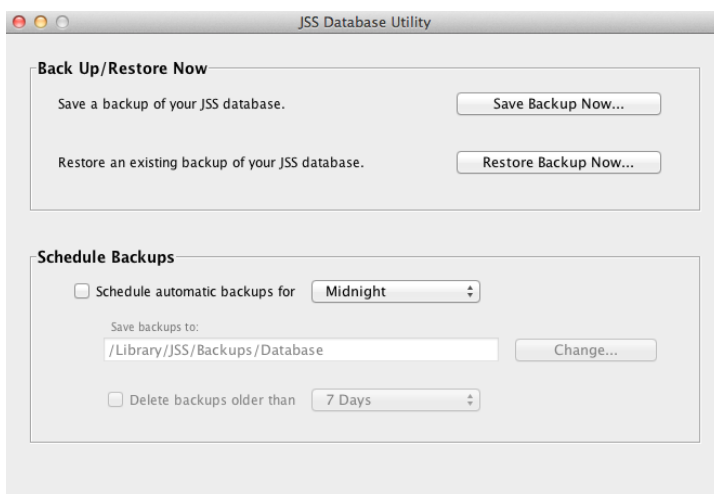 JSS Database Utility
Back Up/Restore Now
Save a backup of your JSS database. Save Backup Now...
Restore an existing backup of your JSS database. Restore Backup Now...
Schedule Backups
Schedule automatic backups for Midnight
Save backups to:
/Library/JSS/Backups/Database Change...
Delete backups older than 7 Days